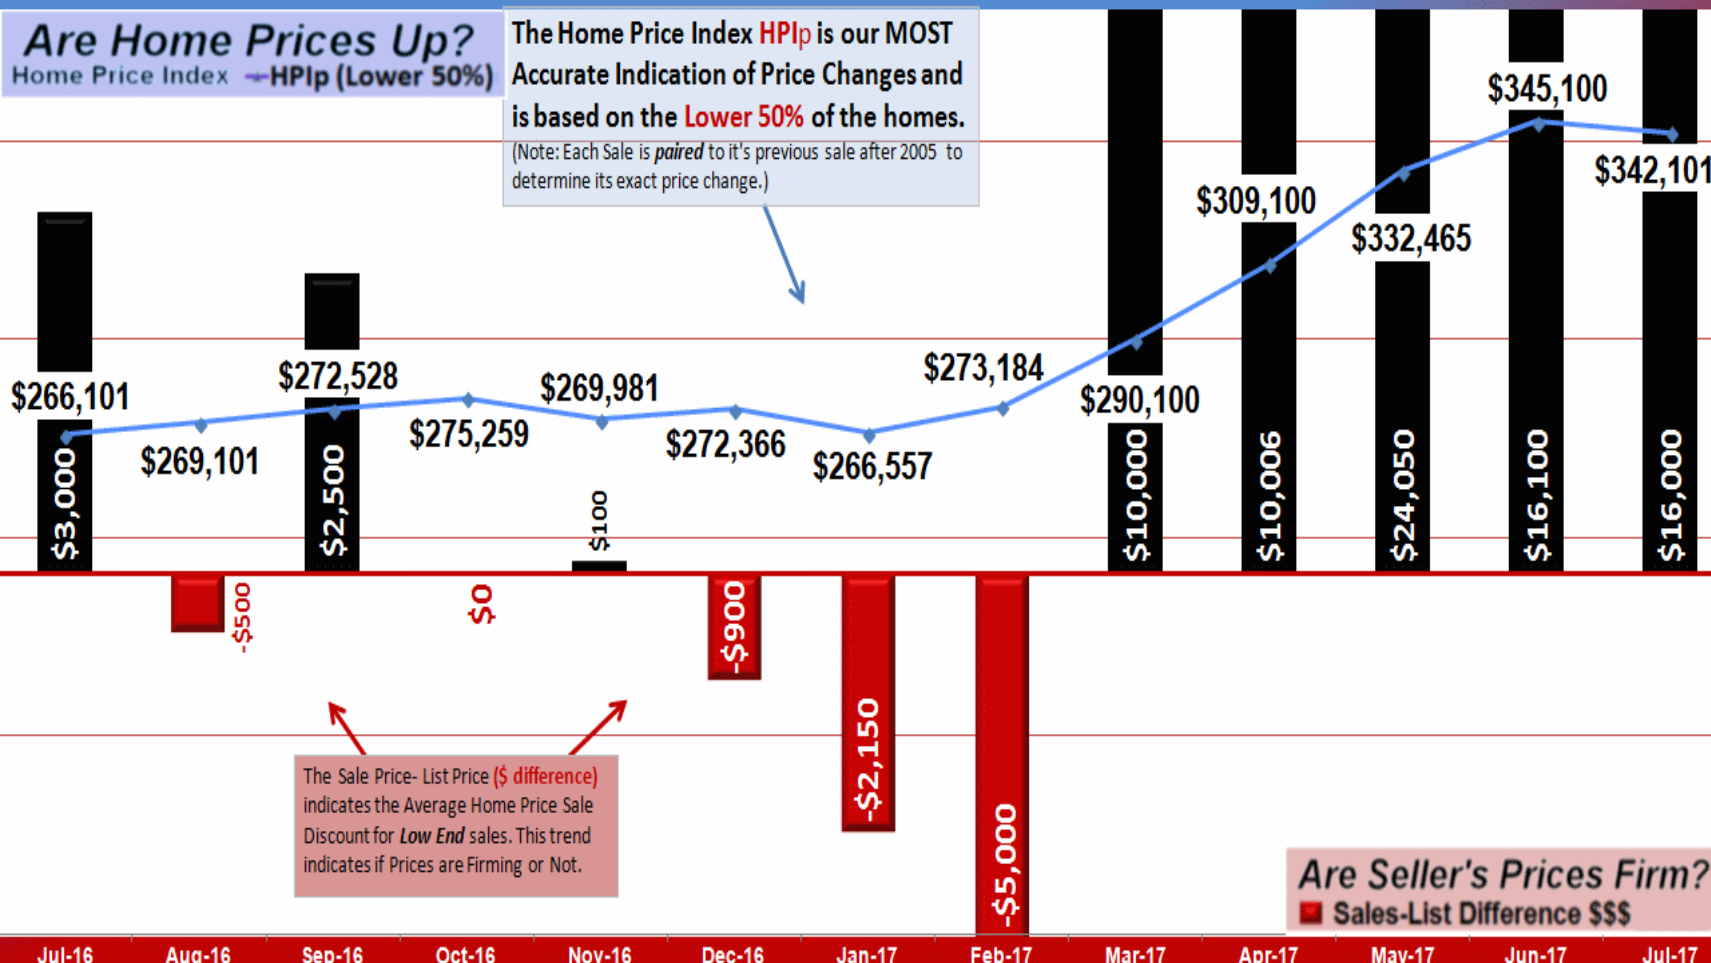 Are Home Prices Up?
Home Price Index HPIp (Lower 50%)
The Home Price Index HPIp is our MOST
Accurate Indication of Price Changes and
is based on the Lower 50% of the homes.
(Note: Each Sale is paired to it's previous sale after 2005 to
determine its exact price change.)
$266,101
$269,101
$272,528
$275,259
$269,981
$272,366
$266,557
$273,184
$290,100
$309,100
$332,465
$345,100
$342,101
$3,000
-$500
$2,500
$0
$100
-$900
-$2,150
-$5,000
$10,000
$10,006
$24,050
$16,100
$16,000
The Sale Price- List Price ($ difference)
indicates the Average Home Price Sale
Discount for Low End sales. This trend
indicates if Prices are Firming or Not.
Are Seller's Prices Firm?
Sales-List Difference $$$
Jul-16 Aug-16 Sep-16 Oct-16 Nov-16 Dec-16 Jan-17 Feb-17 Mar-17 Apr-17 May-17 Jun-17 Jul-17